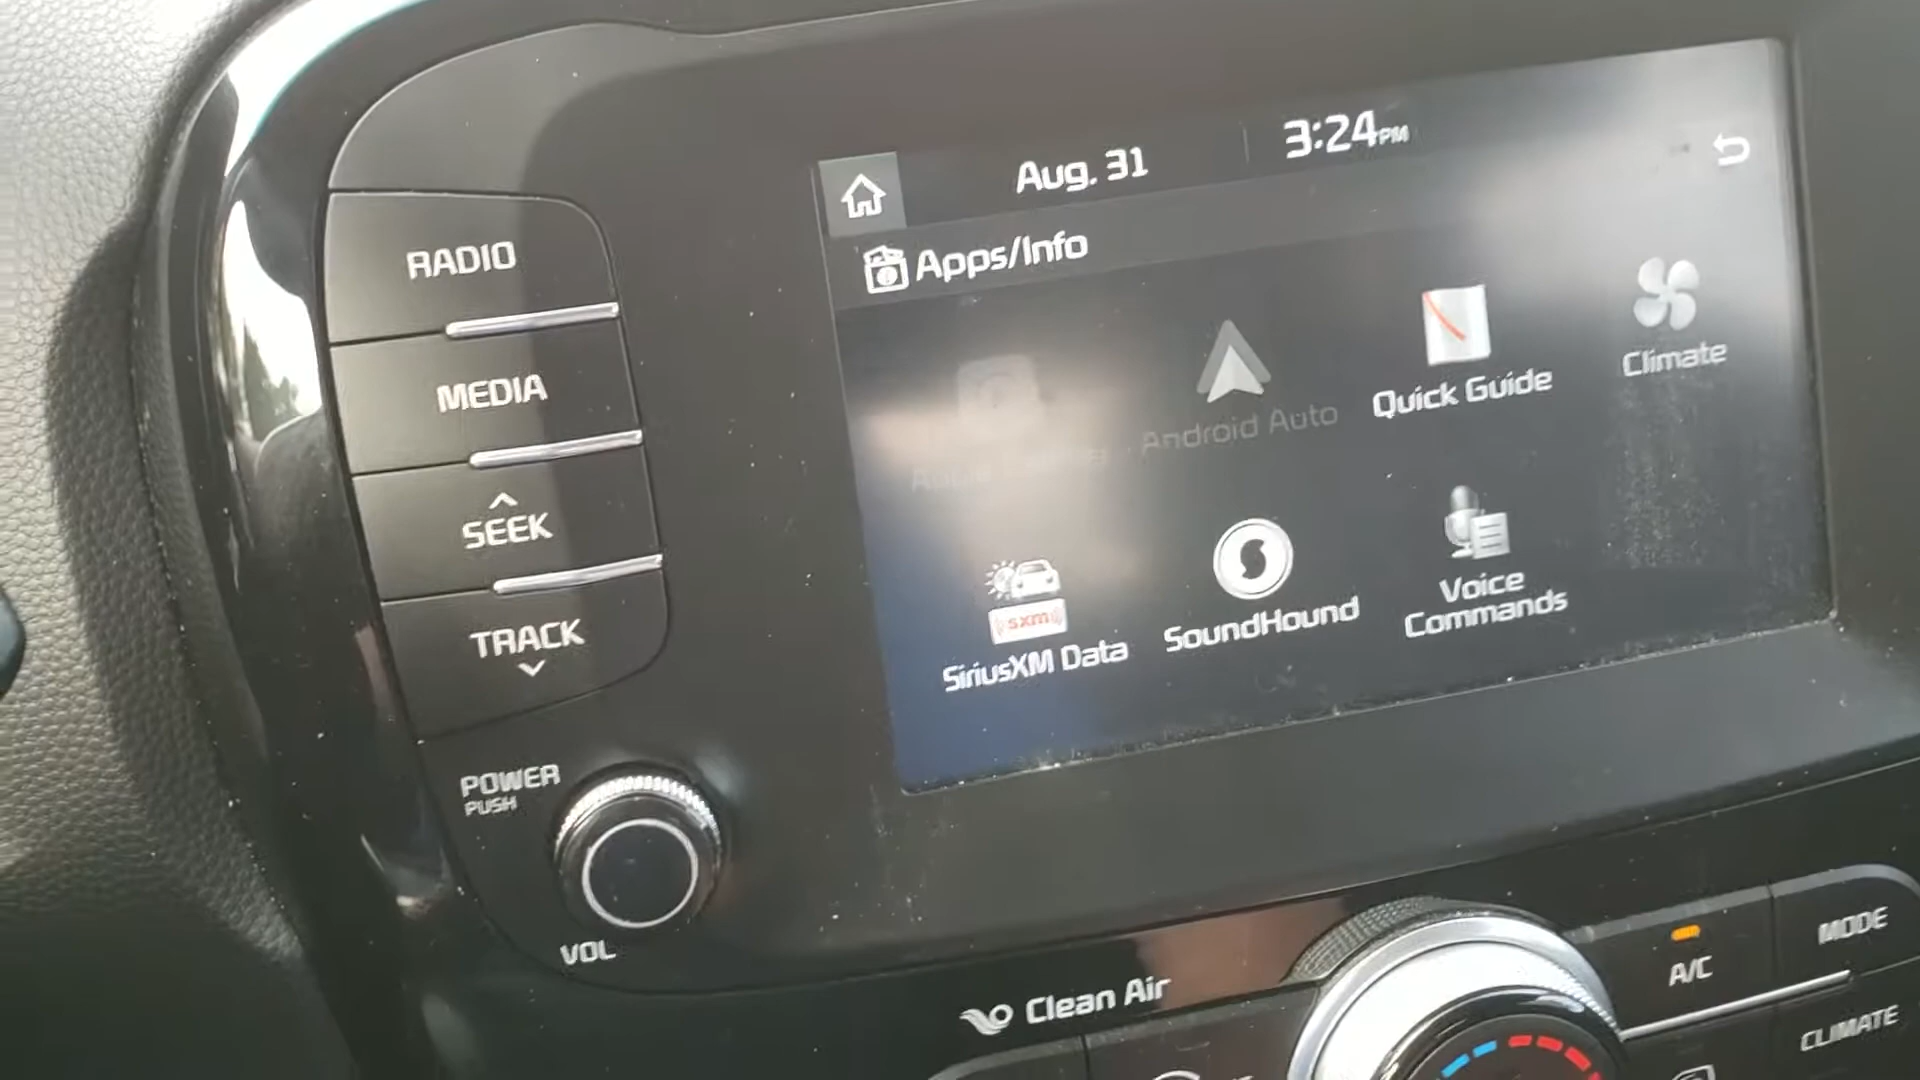 Aug. 31
3:24PM
Apps/Info
RADIO
MEDIA
SEEK
TRACK
Android Auto
Quick Guide
Climate
sxm
SiriusXM Data
SoundHound
Voice
Commands
POWER
PUSH
VOL
Clean Air
A/C
MODE
CLIMATE